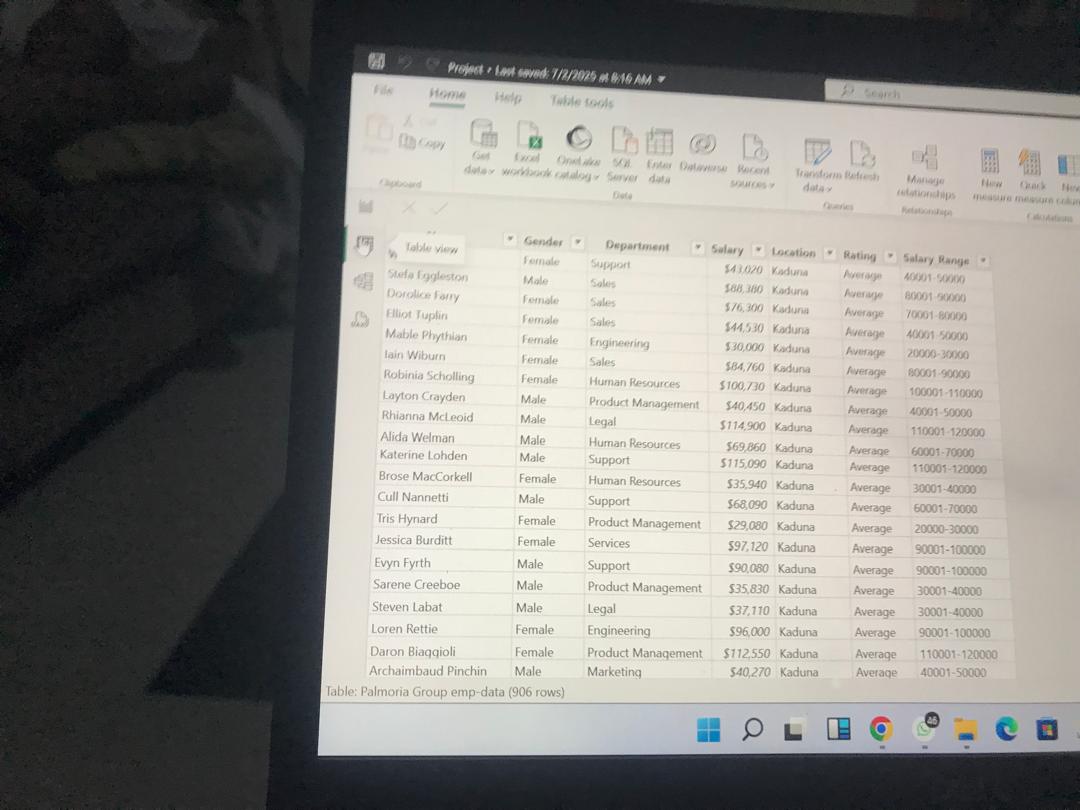 Project • Last saved: 7/2/2025 at 8:16 AM
Search
File Home Help Table tools
Cut
Copy
Paste
Clipboard
Get data
Excel workbook
OneLake catalog
SQL Server
Enter data
Dataverse
Recent sources
Data
Transform data
Refresh
Queries
Manage relationships
Relationships
New measure
Quick measure
New
Calculations
Table view
Gender Department Salary Location Rating Salary Range
Female Support $43,020 Kaduna Average 40001-50000
Stefa Eggleston Male Sales $88,380 Kaduna Average 80001-90000
Dorolice Farry Female Sales $76,300 Kaduna Average 70001-80000
Elliot Tuplin Female Sales $44,530 Kaduna Average 40001-50000
Mable Phythian Female Engineering $30,000 Kaduna Average 20000-30000
Iain Wiburn Female Sales $84,760 Kaduna Average 80001-90000
Robinia Scholling Female Human Resources $100,730 Kaduna Average 100001-110000
Layton Crayden Male Product Management $40,450 Kaduna Average 40001-50000
Rhianna McLeoid Male Legal $114,900 Kaduna Average 110001-120000
Alida Welman Male Human Resources $69,860 Kaduna Average 60001-70000
Katerine Lohden Male Support $115,090 Kaduna Average 110001-120000
Brose MacCorkell Female Human Resources $35,940 Kaduna Average 30001-40000
Cull Nannetti Male Support $68,090 Kaduna Average 60001-70000
Tris Hynard Female Product Management $29,080 Kaduna Average 20000-30000
Jessica Burditt Female Services $97,120 Kaduna Average 90001-100000
Evyn Fyrth Male Support $90,080 Kaduna Average 90001-100000
Sarene Creeboe Male Product Management $35,830 Kaduna Average 30001-40000
Steven Labat Male Legal $37,110 Kaduna Average 30001-40000
Loren Rettie Female Engineering $96,000 Kaduna Average 90001-100000
Daron Biaggioli Female Product Management $112,550 Kaduna Average 110001-120000
Archaimbaud Pinchin Male Marketing $40,270 Kaduna Average 40001-50000
Table: Palmoria Group emp-data (906 rows)
46